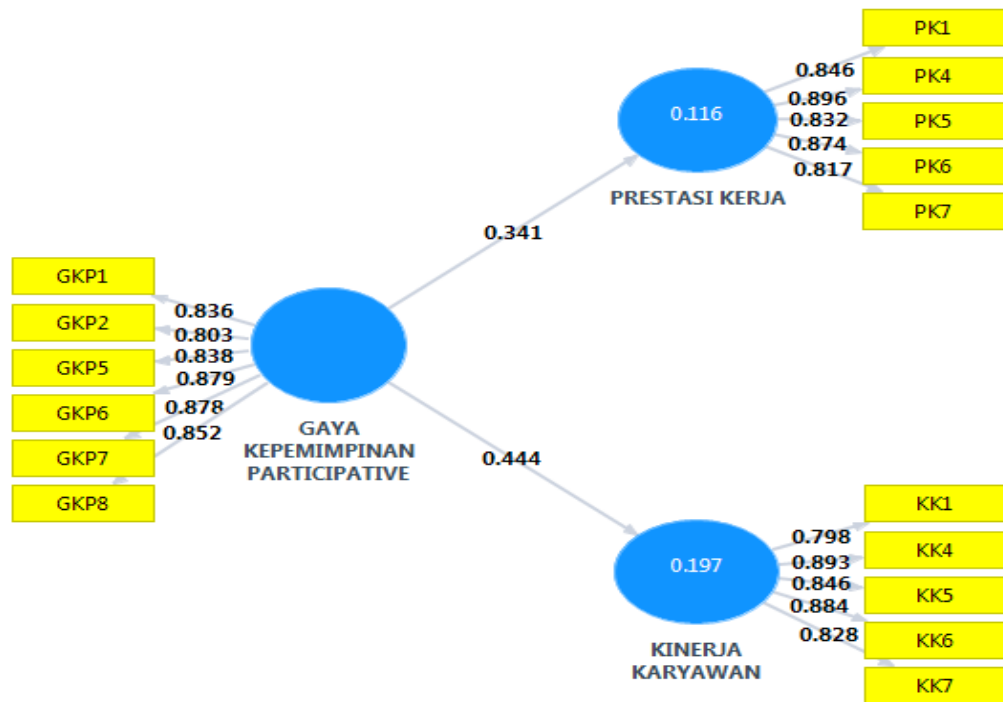 PK1
0.846
PK4
0.896
0.116
0.832
PK5
0.874
PK6
0.817
PRESTASI KERJA
PK7
0.341
GKP1
0.836
GKP2
0.803
0.838
GKP5
0.879
GKP6
0.878
0.852
GKP7
GKP8
GAYA
KEPEMIMPINAN
PARTICIPATIVE
0.444
KK1
0.798
KK4
0.893
0.197
0.846
KK5
0.884
KK6
0.828
KINERJA
KARYAWAN
KK7